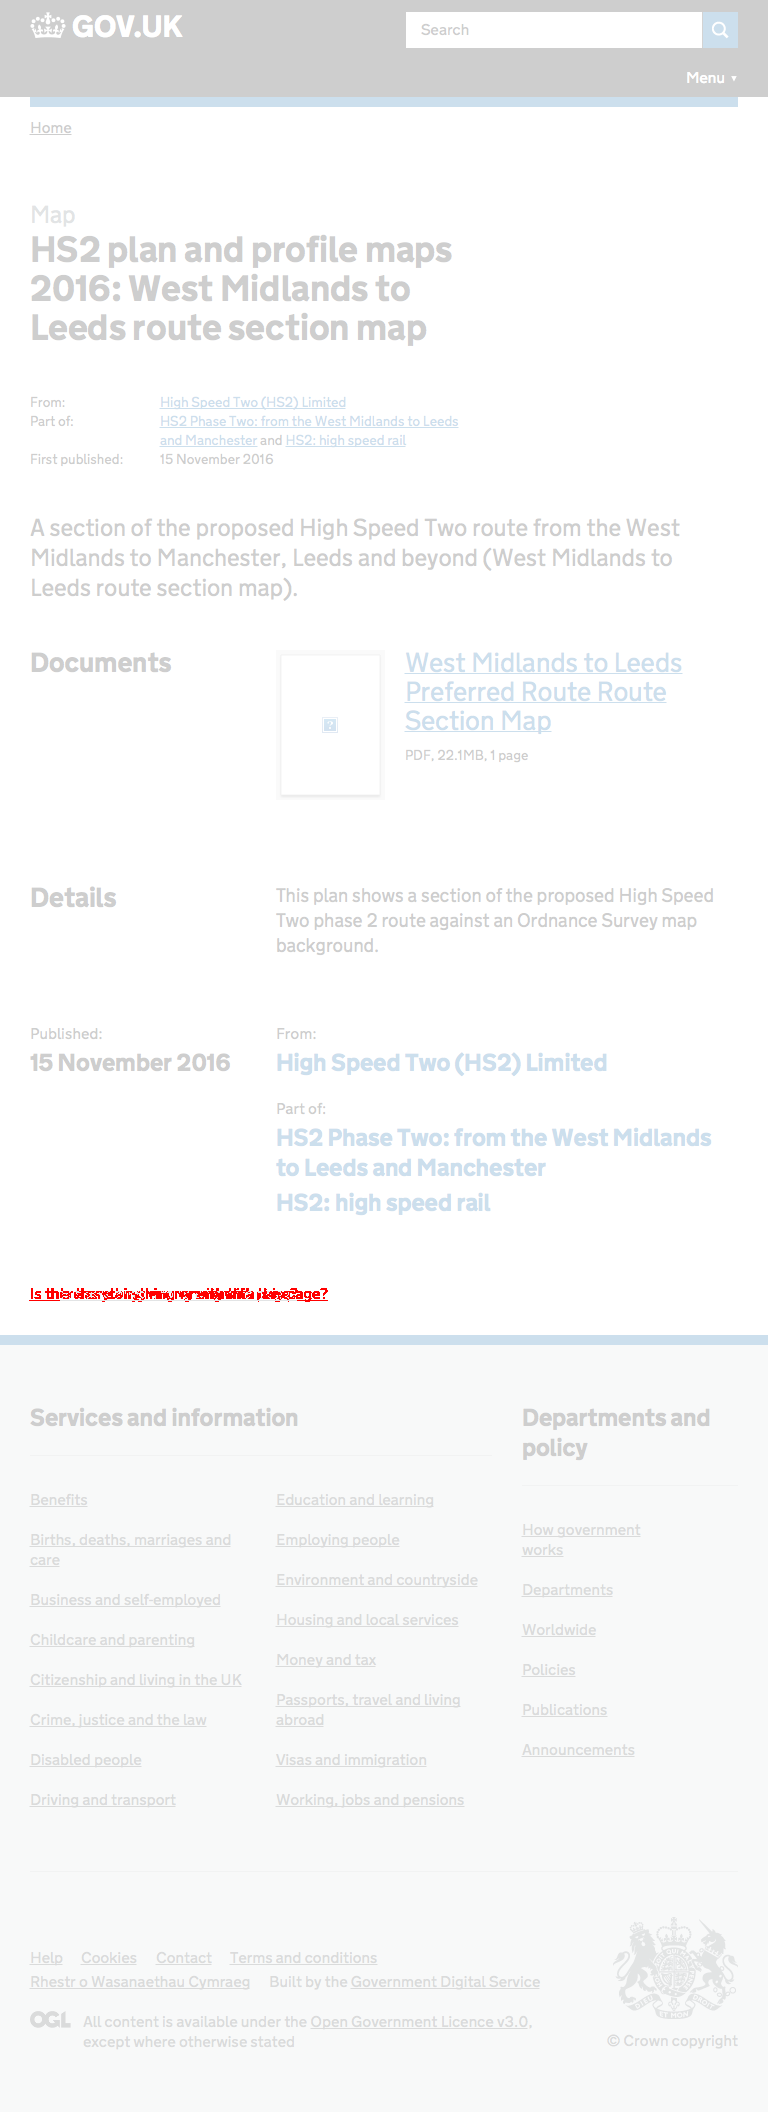 GOV.UK
Search
Menu ▼
Home
Map
HS2 plan and profile maps
2016: West Midlands to
Leeds route section map
From: High Speed Two (HS2) Limited
Part of: HS2 Phase Two: from the West Midlands to Leeds
and Manchester and HS2: high speed rail
First published: 15 November 2016
A section of the proposed High Speed Two route from the West
Midlands to Manchester, Leeds and beyond (West Midlands to
Leeds route section map).
Documents
West Midlands to Leeds
Preferred Route Route
Section Map
PDF, 22.1MB, 1 page
Details
This plan shows a section of the proposed High Speed
Two phase 2 route against an Ordnance Survey map
background.
Published:
15 November 2016
From:
High Speed Two (HS2) Limited
Part of:
HS2 Phase Two: from the West Midlands
to Leeds and Manchester
HS2: high speed rail
Services and information
Benefits
Births, deaths, marriages and
care
Business and self-employed
Childcare and parenting
Citizenship and living in the UK
Crime, justice and the law
Disabled people
Driving and transport
Education and learning
Employing people
Environment and countryside
Housing and local services
Money and tax
Passports, travel and living
abroad
Visas and immigration
Working, jobs and pensions
Departments and
policy
How government
works
Departments
Worldwide
Policies
Publications
Announcements
Help Cookies Contact Terms and conditions
Rhestr o Wasanaethau Cymraeg Built by the Government Digital Service
OGL All content is available under the Open Government Licence v3.0,
except where otherwise stated
© Crown copyright